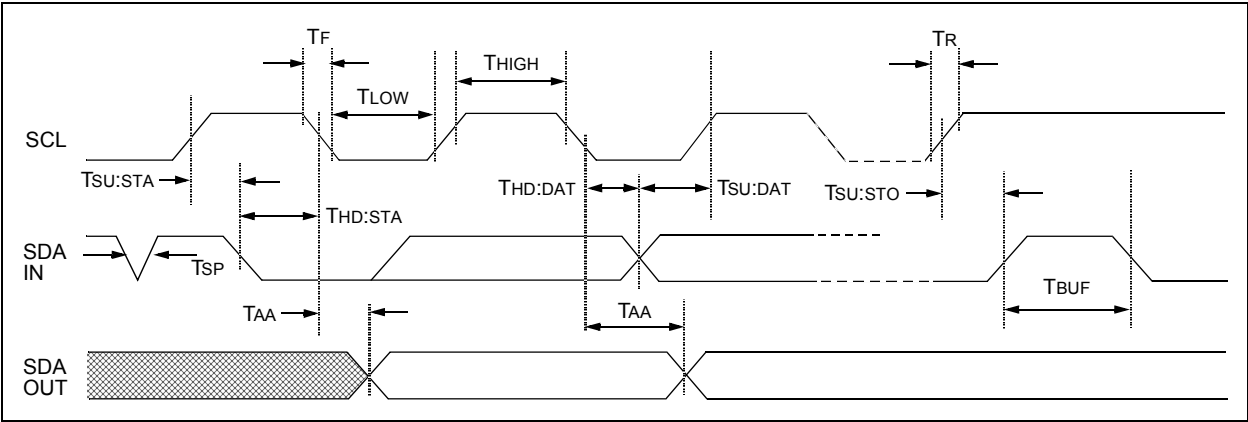 TF
TR
THIGH
TLOW
SCL
TSU:STA
THD:DAT
TSU:DAT
TSU:STO
THD:STA
SDA
IN
TSP
TBUF
TAA
TAA
SDA
OUT